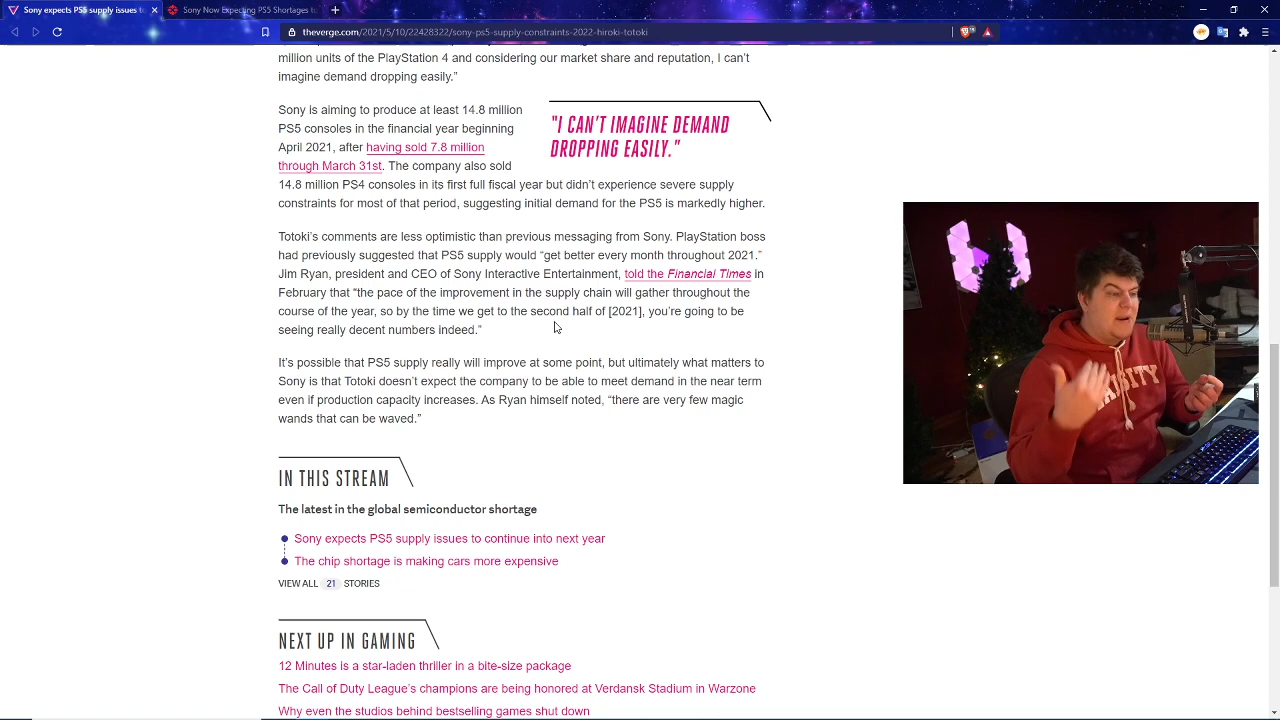 Sony expects PS5 supply issues to
Sony Now Expecting PS5 Shortages to
theverge.com/2021/5/10/22428322/sony-ps5-supply-constraints-2022-hiroki-totoki
million units of the PlayStation 4 and considering our market share and reputation, I can't
imagine demand dropping easily.”
Sony is aiming to produce at least 14.8 million
PS5 consoles in the financial year beginning
April 2021, after having sold 7.8 million
through March 31st. The company also sold
"I CAN'T IMAGINE DEMAND
DROPPING EASILY."
14.8 million PS4 consoles in its first full fiscal year but didn’t experience severe supply
constraints for most of that period, suggesting initial demand for the PS5 is markedly higher.
Totoki’s comments are less optimistic than previous messaging from Sony. PlayStation boss
had previously suggested that PS5 supply would “get better every month throughout 2021.”
Jim Ryan, president and CEO of Sony Interactive Entertainment, told the Financial Times in
February that “the pace of the improvement in the supply chain will gather throughout the
course of the year, so by the time we get to the second half of [2021], you’re going to be
seeing really decent numbers indeed.”
It’s possible that PS5 supply really will improve at some point, but ultimately what matters to
Sony is that Totoki doesn’t expect the company to be able to meet demand in the near term
even if production capacity increases. As Ryan himself noted, “there are very few magic
wands that can be waved.”
IN THIS STREAM
The latest in the global semiconductor shortage
Sony expects PS5 supply issues to continue into next year
The chip shortage is making cars more expensive
VIEW ALL 21 STORIES
NEXT UP IN GAMING
12 Minutes is a star-laden thriller in a bite-size package
The Call of Duty League’s champions are being honored at Verdansk Stadium in Warzone
Why even the studios behind bestselling games shut down